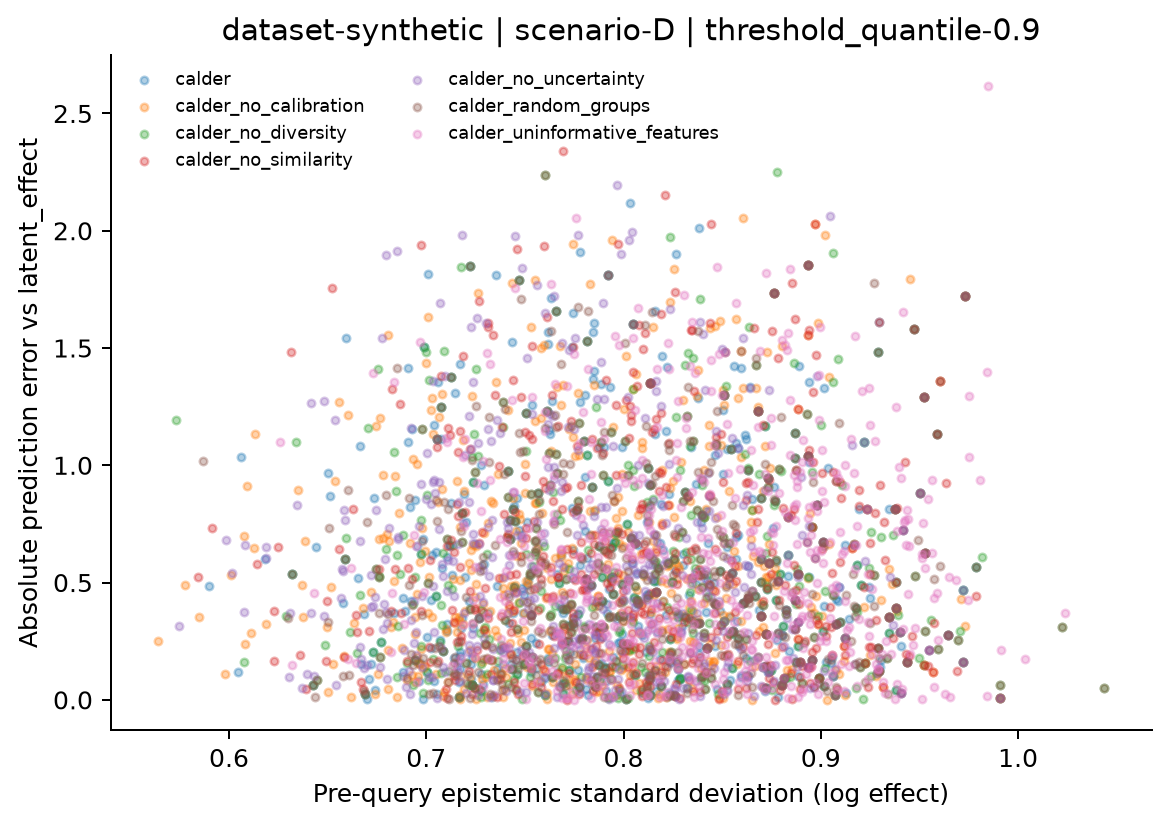 dataset-synthetic | scenario-D | threshold_quantile-0.9
calder
calder_no_calibration
calder_no_diversity
calder_no_similarity
calder_no_uncertainty
calder_random_groups
calder_uninformative_features
Absolute prediction error vs latent_effect
2.5
2.0
1.5
1.0
0.5
0.0
0.6
0.7
0.8
0.9
1.0
Pre-query epistemic standard deviation (log effect)